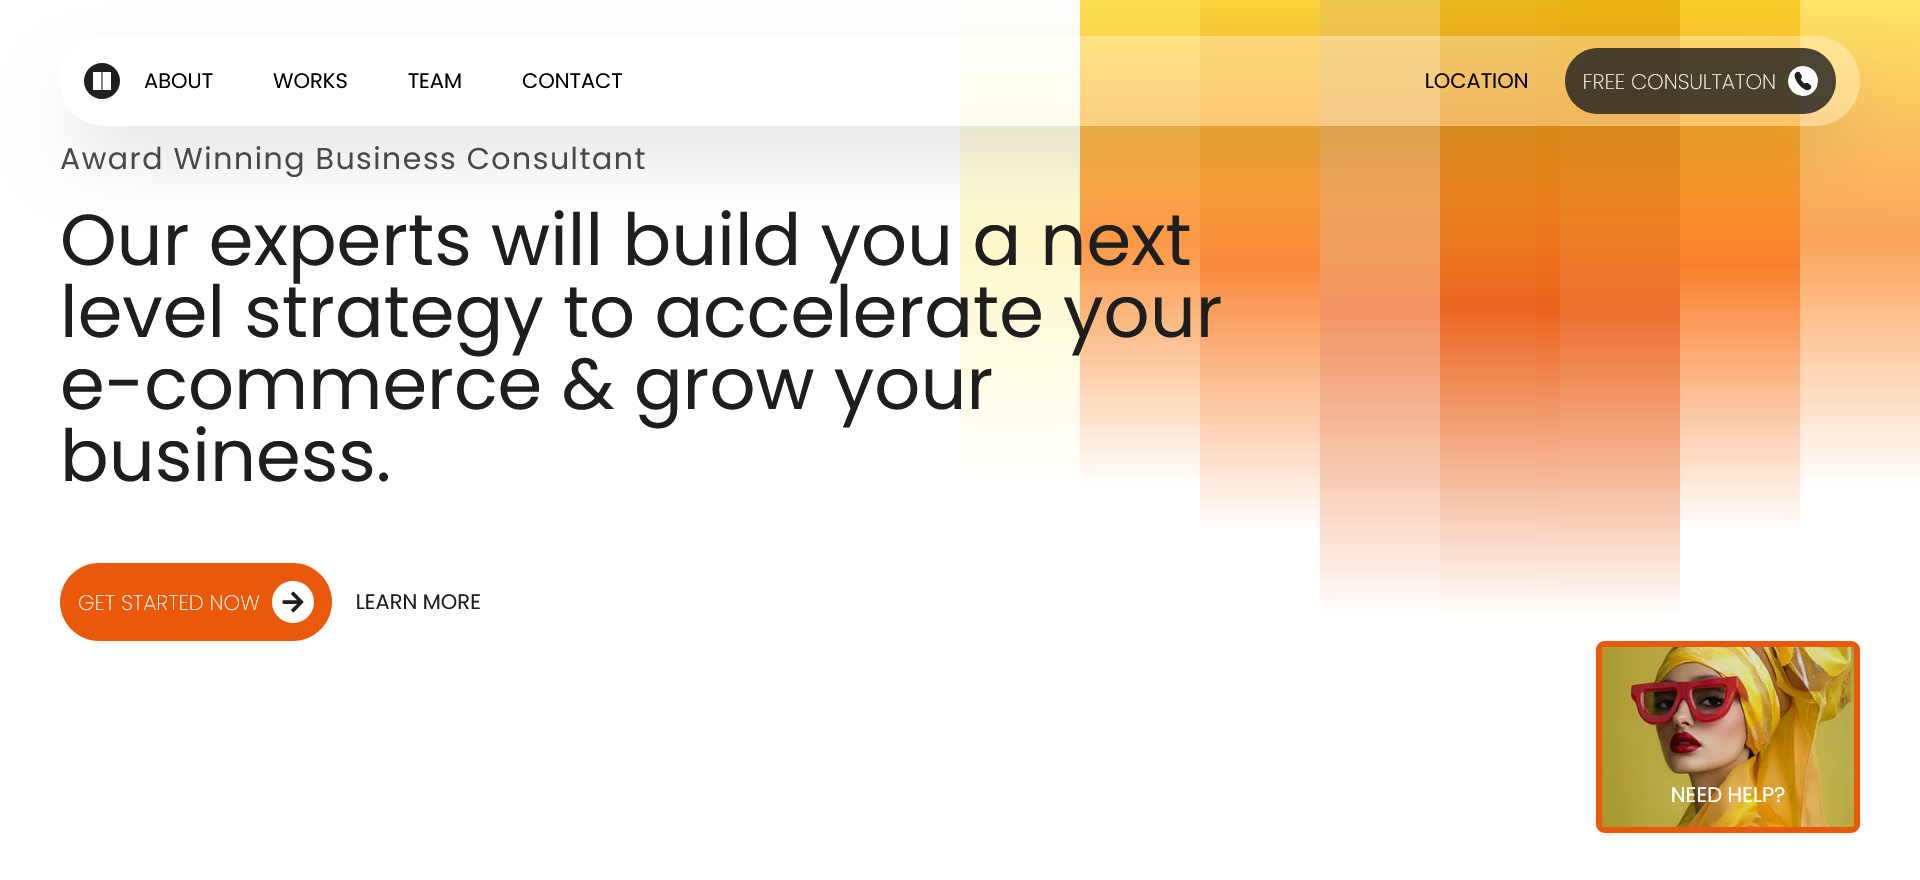 ABOUT WORKS TEAM CONTACT LOCATION FREE CONSULTATON
Award Winning Business Consultant
Our experts will build you a next
level strategy to accelerate your
e-commerce & grow your
business.
GET STARTED NOW LEARN MORE
NEED HELP?